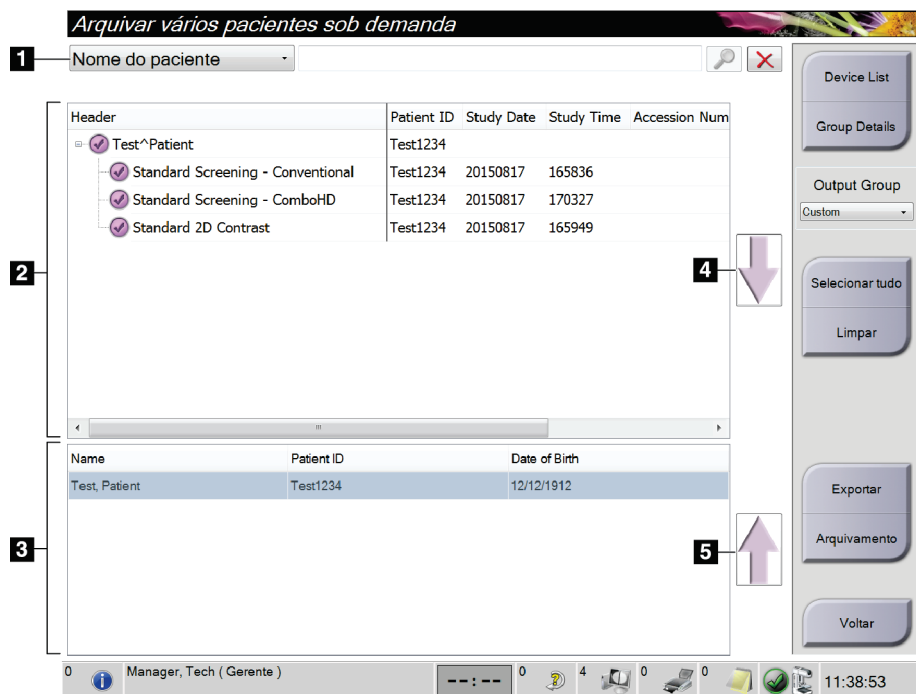 Arquivar vários pacientes sob demanda
1
Nome do paciente
Header Patient ID Study Date Study Time Accession Num
Test^Patient Test1234
Standard Screening - Conventional Test1234 20150817 165836
Standard Screening - ComboHD Test1234 20150817 170327
Standard 2D Contrast Test1234 20150817 165949
2
4
Name Patient ID Date of Birth
Test, Patient Test1234 12/12/1912
3
5
Device List
Group Details
Output Group
Custom
Selecionar tudo
Limpar
Exportar
Arquivamento
Voltar
0 Manager, Tech ( Gerente ) --:-- 0 4 0 0 11:38:53